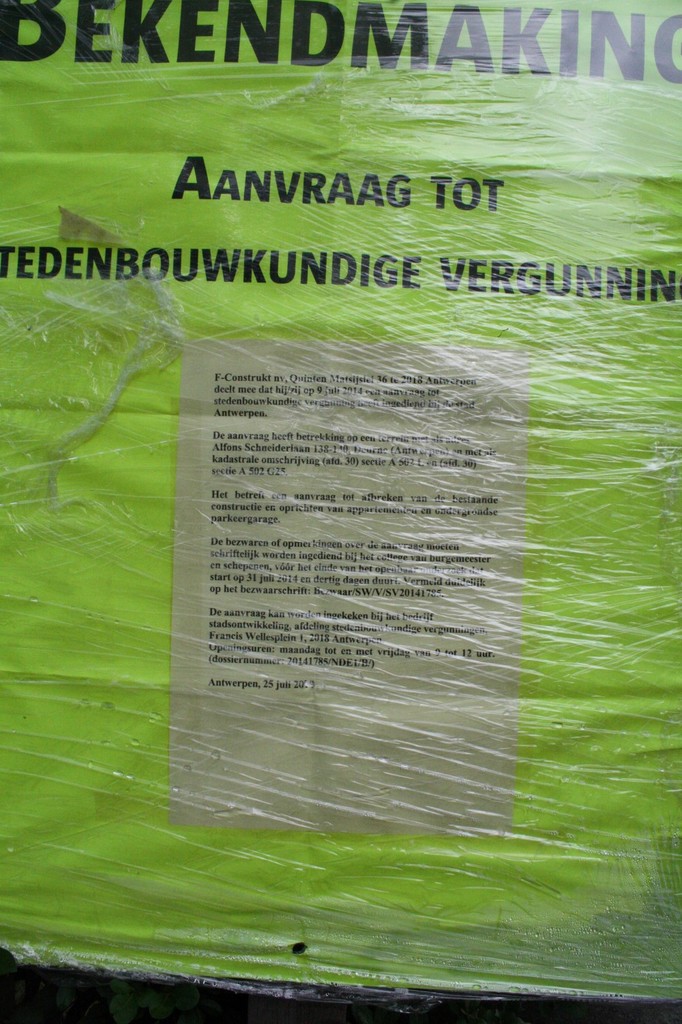 BEKENDMAKING
AANVRAAG TOT
TEDENBOUWKUNDIGE VERGUNNIN
F-Construkt nv, Quinten Matsijslei 36 te 2018 Antwerpen
deelt mee dat hij/zij op 9 juli 2014 een aanvraag tot
stedenbouwkundige vergunning heeft ingediend bij de stad
Antwerpen.
De aanvraag heeft betrekking op een terrein met als adres
Alfons Schneiderlaan 138-140, Deurne (Antwerpen) en met als
kadastrale omschrijving (afd. 30) sectie A 502 L en (afd. 30)
sectie A 502 G25.
Het betreft een aanvraag tot afbreken van de bestaande
constructie en oprichten van appartementen en ondergrondse
parkeergarage.
De bezwaren of opmerkingen over de aanvraag moeten
schriftelijk worden ingediend bij het college van burgemeester
en schepenen, vóór het einde van het openbaar onderzoek dat
start op 31 juli 2014 en dertig dagen duurt. Vermeld duidelijk
op het bezwaarschrift: Bezwaar/SW/V/SV20141785.
De aanvraag kan worden ingekeken bij het bedrijf
stadsontwikkeling, afdeling stedenbouwkundige vergunningen,
Francis Wellesplein 1, 2018 Antwerpen
Openingsuren: maandag tot en met vrijdag van 9 tot 12 uur.
(dossiernummer: 20141785/NDE1/B/)
Antwerpen, 25 juli